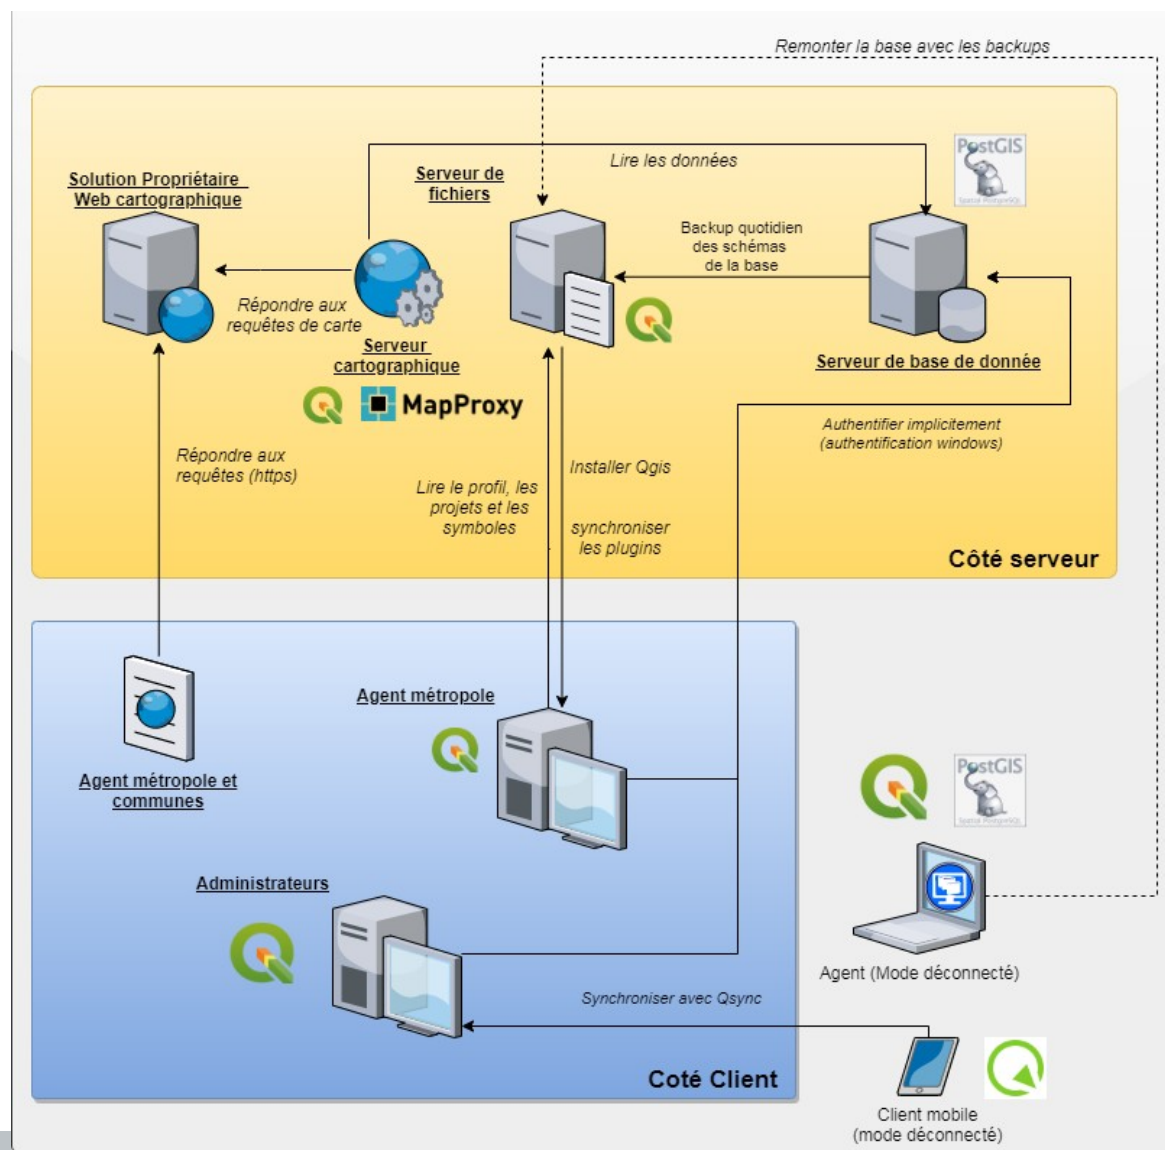 Remonter la base avec les backups
PostGIS
Spatial PostgreSQL
Lire les données
Solution Propriétaire
Web cartographique
Serveur de
fichiers
Backup quotidien
des schémas
de la base
Répondre aux
requêtes de carte
Serveur
cartographique
MapProxy
Serveur de base de donnée
Authentifier implicitement
(authentification windows)
Répondre aux
requêtes (https)
Installer Qgis
Lire le profil, les
projets et les
symboles
synchroniser
les plugins
Côté serveur
Agent métropole
Agent métropole et
communes
PostGIS
Spatial PostgreSQL
Administrateurs
Agent (Mode déconnecté)
Synchroniser avec Qsync
Coté Client
Client mobile
(mode déconnecté)